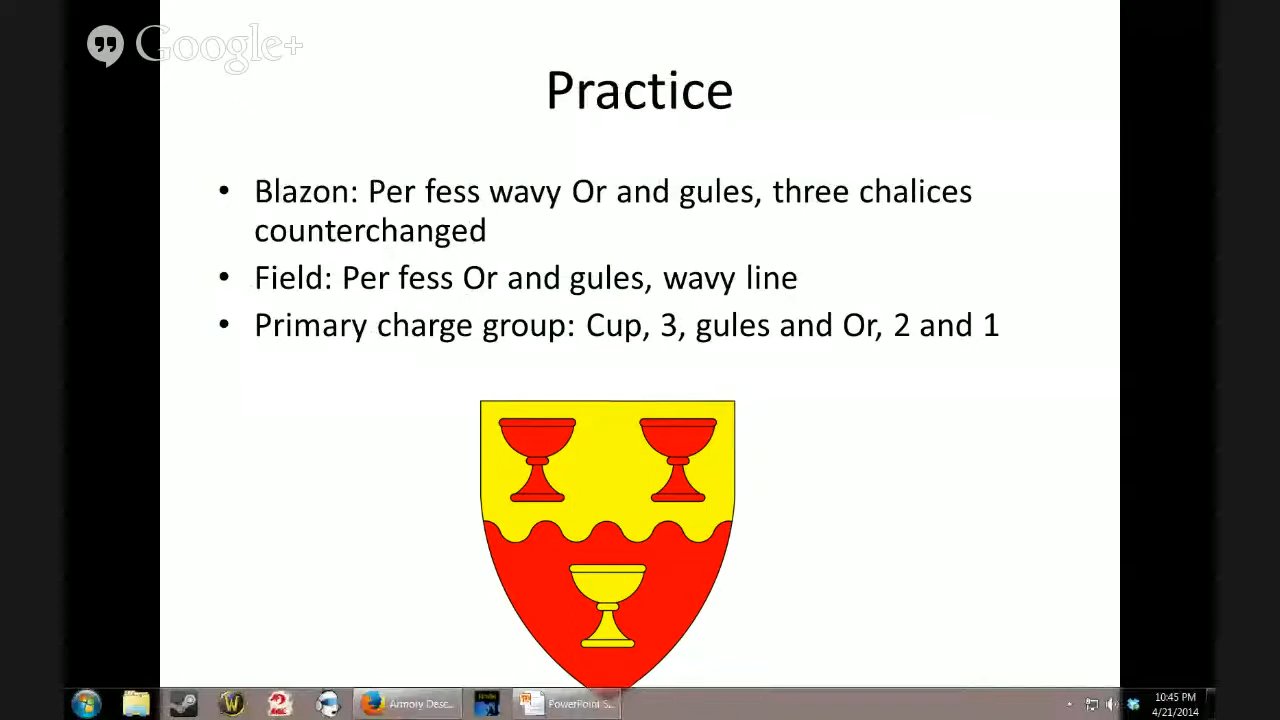 Google+
Practice
• Blazon: Per fess wavy Or and gules, three chalices
counterchanged
• Field: Per fess Or and gules, wavy line
• Primary charge group: Cup, 3, gules and Or, 2 and 1
Armory Desc...
PowerPoint S...
10:45 PM
4/21/2014